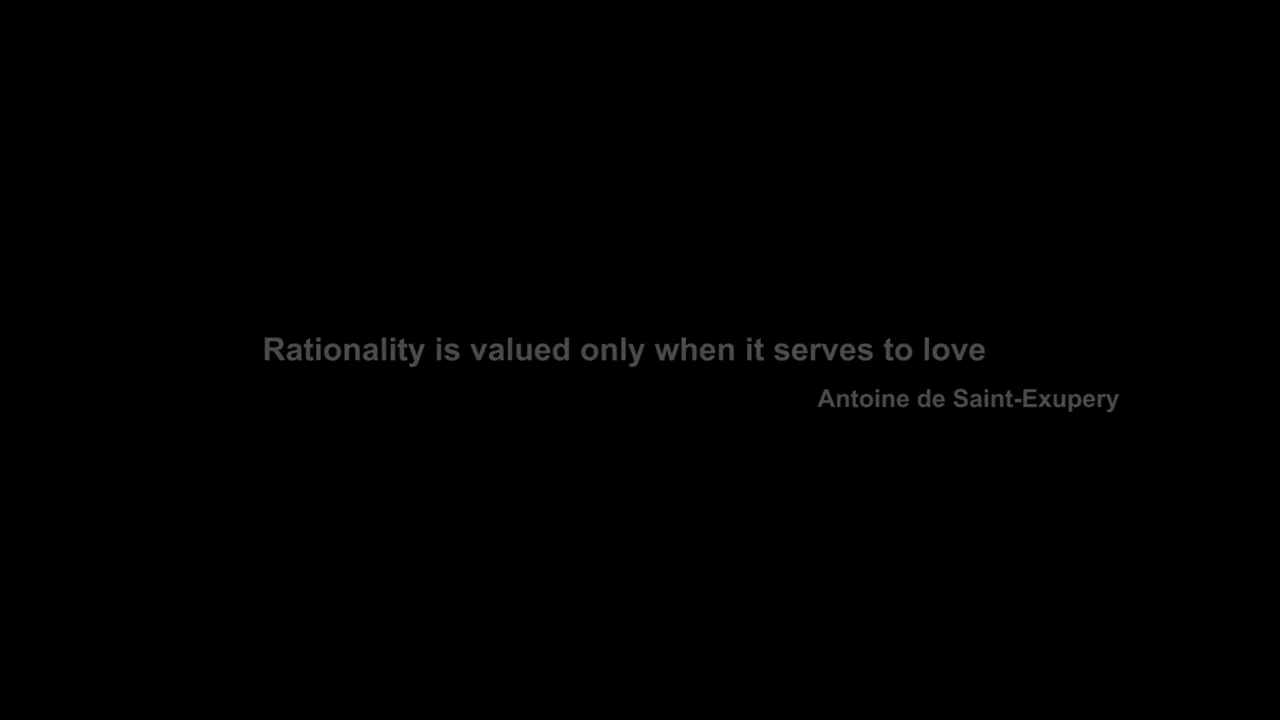 Rationality is valued only when it serves to love
Antoine de Saint-Exupery